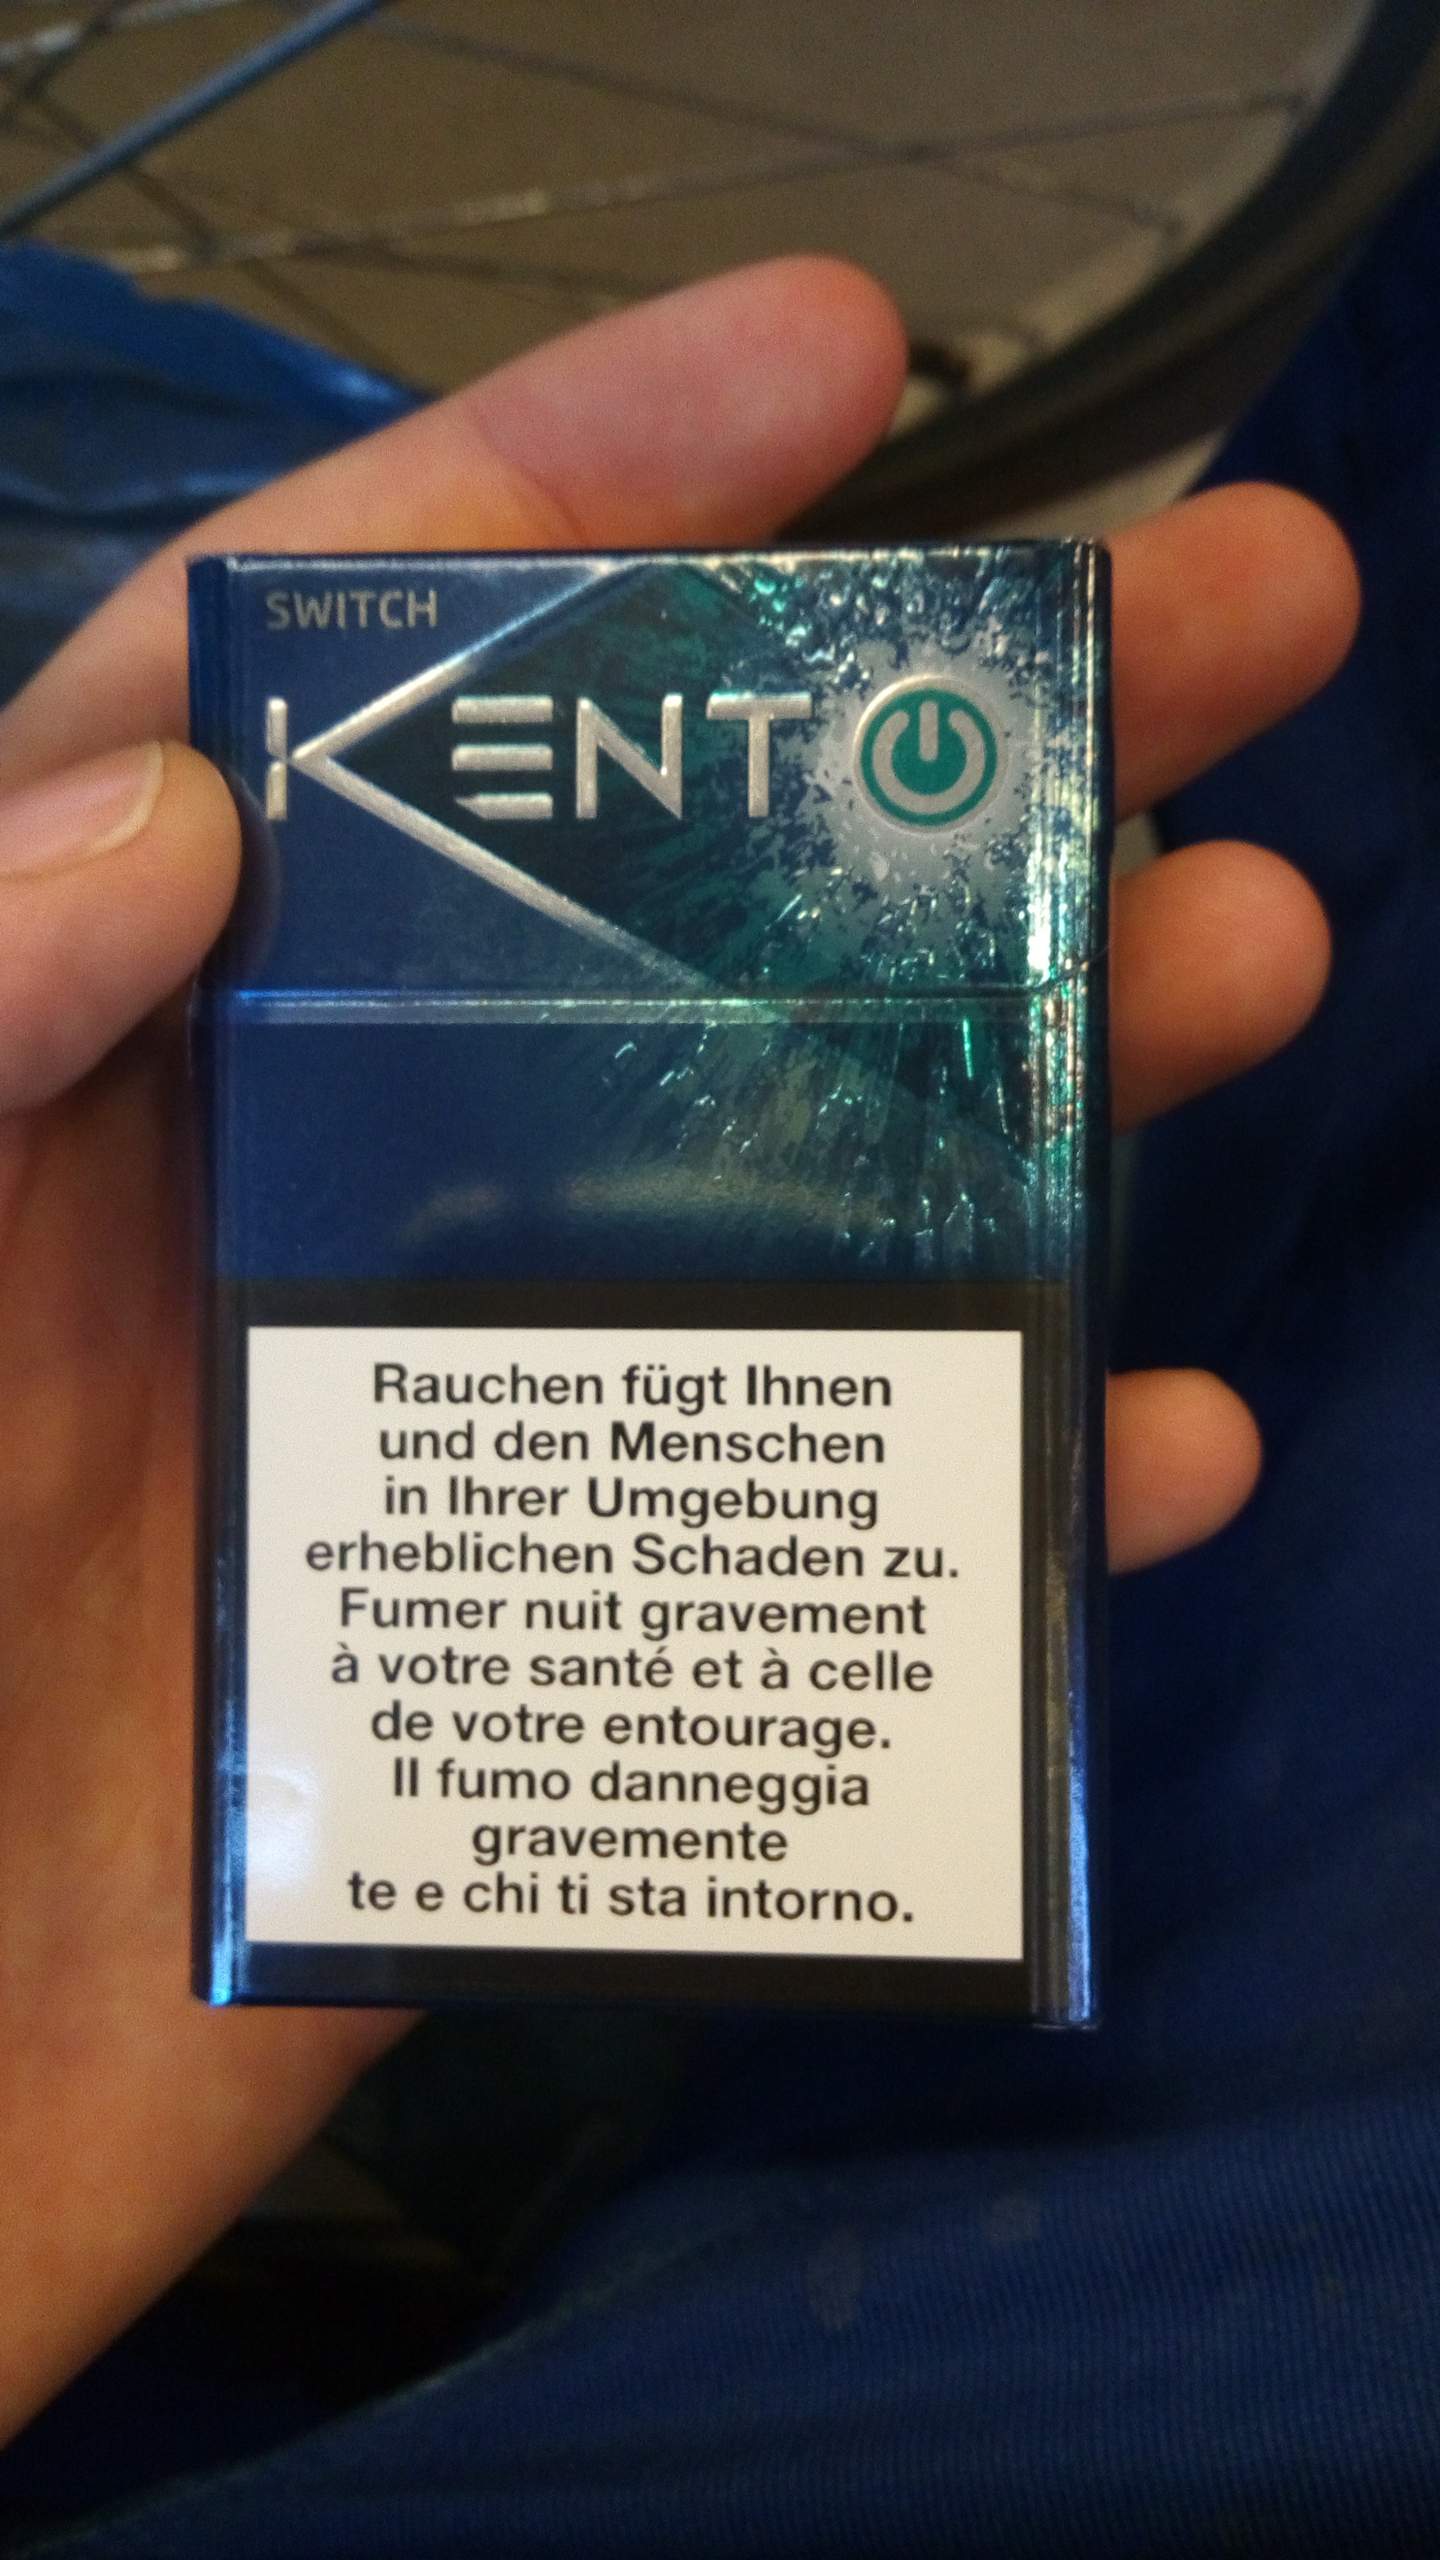 SWITCH
KENT
Rauchen fügt Ihnen
und den Menschen
in Ihrer Umgebung
erheblichen Schaden zu.
Fumer nuit gravement
à votre santé et à celle
de votre entourage.
Il fumo danneggia
gravemente
te e chi ti sta intorno.